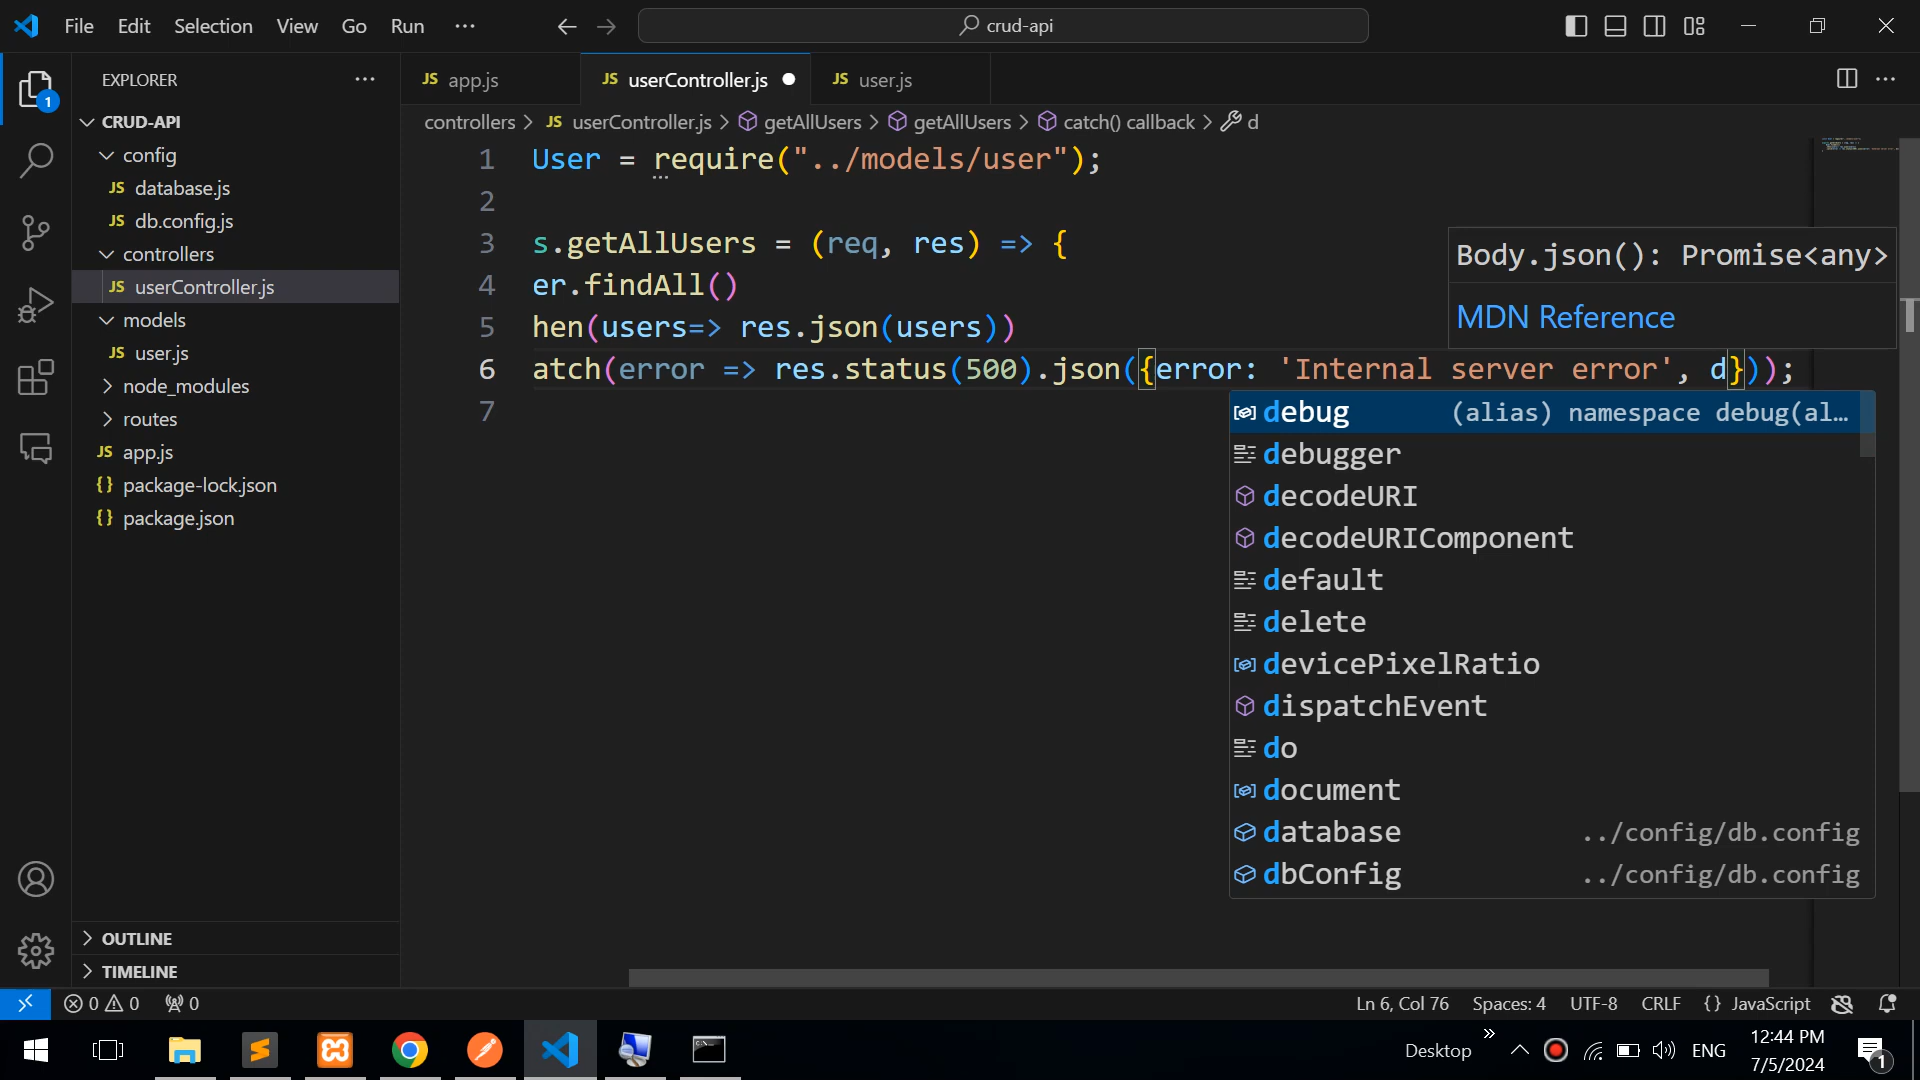 File Edit Selection View Go Run ···
crud-api
EXPLORER
JS app.js
JS userController.js
JS user.js
controllers > JS userController.js > getAllUsers > getAllUsers > catch() callback > d
CRUD-API
config
JS database.js
JS db.config.js
controllers
JS userController.js
models
JS user.js
node_modules
routes
JS app.js
{} package-lock.json
{} package.json
OUTLINE
TIMELINE
1
1 User = require("../models/user");
2
3 s.getAllUsers = (req, res) => {
4 er.findAll()
5 hen(users=> res.json(users))
6 atch(error => res.status(500).json({error: 'Internal server error', d}));
7
Body.json(): Promise<any>
MDN Reference
debug (alias) namespace debug(al…
debugger
decodeURI
decodeURIComponent
default
delete
devicePixelRatio
dispatchEvent
do
document
database ../config/db.config
dbConfig ../config/db.config
0 0 0
Ln 6, Col 76 Spaces: 4 UTF-8 CRLF {} JavaScript
Desktop » ENG
12:44 PM
7/5/2024
1